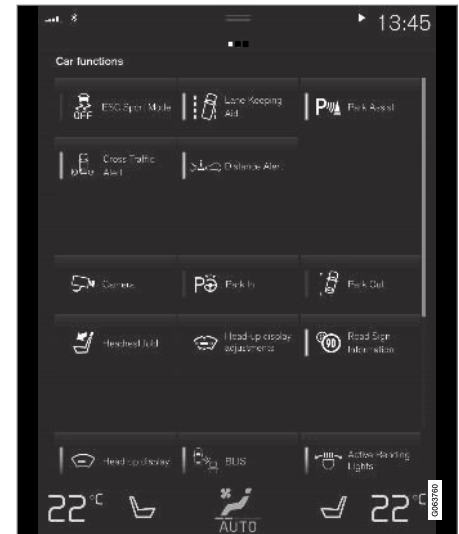 13:45
Car functions
OFF
ESC Sport Mode
Lane Keeping
Aid
P
Park Assist
Cross Traffic
Alert
Distance Alert
Camera
P
Park In
Park Out
Headrest fold
Head-up display
adjustments
90
Road Sign
Information
Head-up display
BLIS
Active Bending
Lights
22°C
AUTO
22°C
G063760